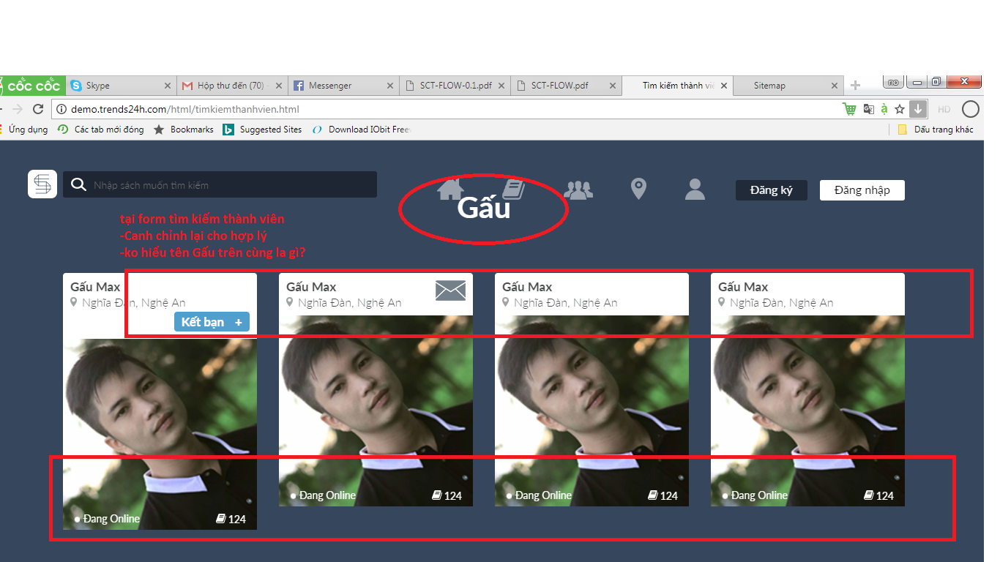 cốc cốc
Skype
Hộp thư đến (70) -
Messenger
SCT-FLOW-0.1.pdf
SCT-FLOW.pdf
Tìm kiếm thành viê
Sitemap
no
demo.trends24h.com/html/timkiemthanhvien.html
à
HD
Ứng dụng
Các tab mới đóng
Bookmarks
Suggested Sites
Download IObit Free
Dấu trang khác
Nhập sách muốn tìm kiếm
Đăng ký
Đăng nhập
Gấu
tại form tìm kiếm thành viên
-Canh chỉnh lại cho hợp lý
-ko hiểu tên Gấu trên cùng la gì?
Gấu Max
Nghĩa Đàn, Nghệ An
Kết bạn +
Đang Online
124
Gấu Max
Nghĩa Đàn, Nghệ An
Đang Online
124
Gấu Max
Nghĩa Đàn, Nghệ An
Đang Online
124
Gấu Max
Nghĩa Đàn, Nghệ An
Đang Online
124